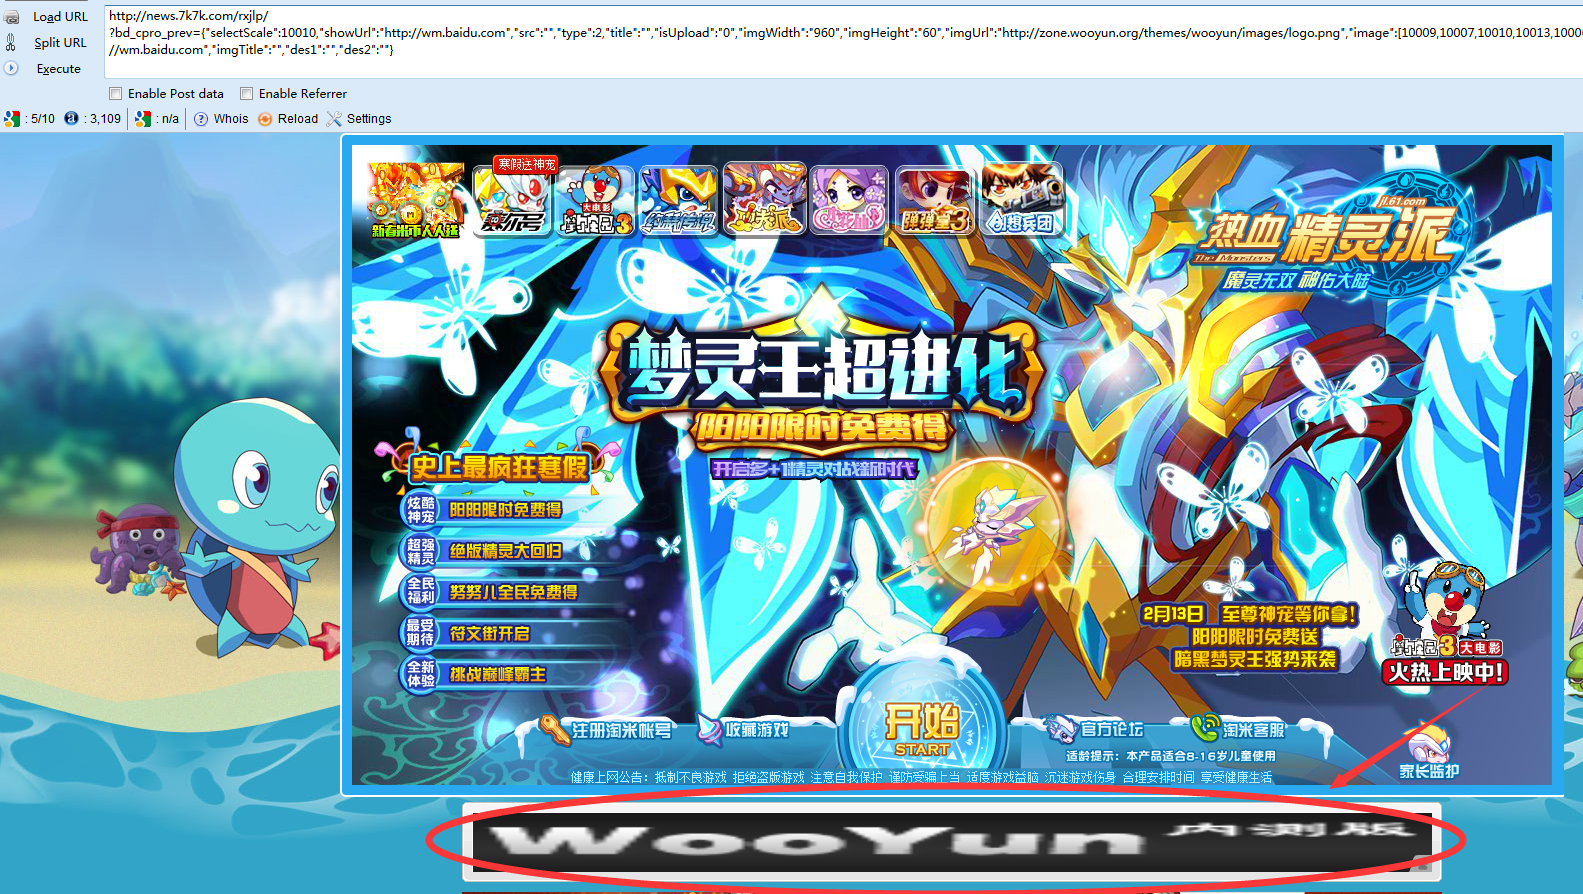 Load URL
Split URL
Execute
http://news.7k7k.com/rxjlp/
?bd_cpro_prev={"selectScale":10010,"showUrl":"http://wm.baidu.com","src":"","type":2,"title":"","isUpload":"0","imgWidth":"960","imgHeight":"60","imgUrl":"http://zone.wooyun.org/themes/wooyun/images/logo.png","image":[10009,10007,10010,10013,1000
//wm.baidu.com","imgTitle":"","des1":"","des2":""}
Enable Post data
Enable Referrer
: 5/10
: 3,109
: n/a
Whois
Reload
Settings
寒假送神宠
新春米币人人送
赛尔号
大电影
摩尔庄园3
功夫派
弹弹堂3
创想兵团
jl.61.com
热血精灵派
The Monsters
魔灵无双 神佑大陆
梦灵王超进化
阳阳限时免费得
开启多+1精灵对战新时代
史上最疯狂寒假
炫酷神宠 阳阳限时免费得
超强精灵 绝版精灵大回归
全民福利 努努儿全民免费得
最受期待 符文街开启
全新体验 挑战巅峰霸主
2月13日 至尊神宠等你拿!
阳阳限时免费送
暗黑梦灵王强势来袭
摩尔庄园3大电影
火热上映中!
注册淘米帐号
收藏游戏
开始
START
官方论坛
淘米客服
适龄提示：本产品适合8-16岁儿童使用
家长监护
健康上网公告：抵制不良游戏 拒绝盗版游戏 注意自我保护 谨防受骗上当 适度游戏益脑 沉迷游戏伤身 合理安排时间 享受健康生活
WooYun 内测版